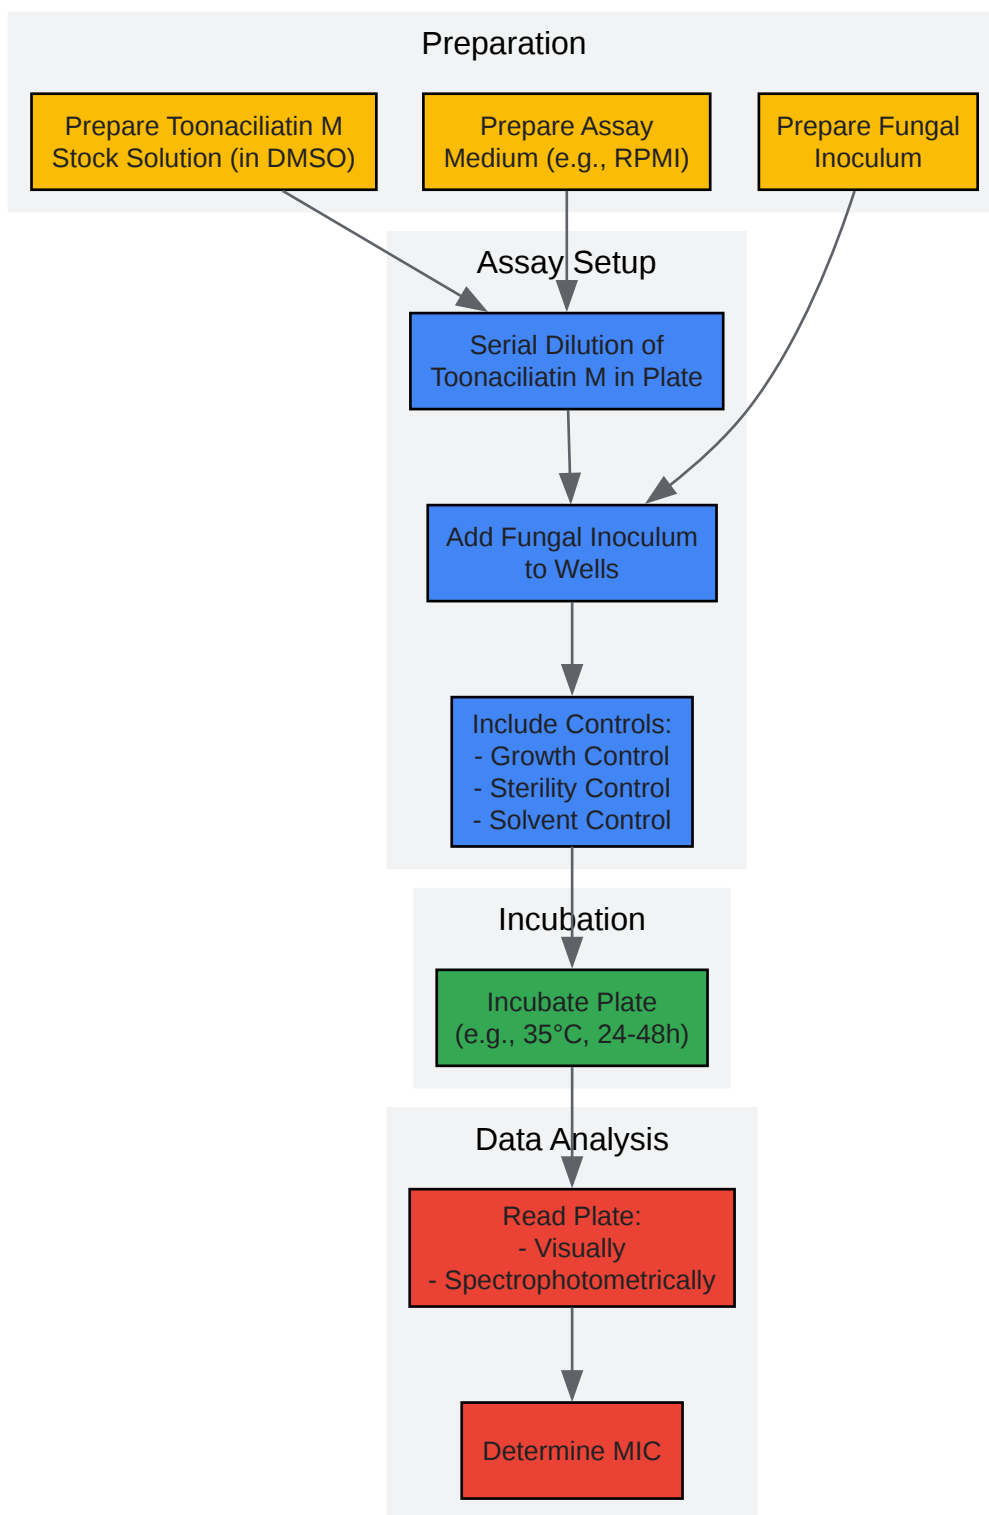 Preparation
Prepare Toonaciliatin M
Stock Solution (in DMSO)
Prepare Assay
Medium (e.g., RPMI)
Prepare Fungal
Inoculum
Assay Setup
Serial Dilution of
Toonaciliatin M in Plate
Add Fungal Inoculum
to Wells
Include Controls:
- Growth Control
- Sterility Control
- Solvent Control
Incubation
Incubate Plate
(e.g., 35°C, 24-48h)
Data Analysis
Read Plate:
- Visually
- Spectrophotometrically
Determine MIC